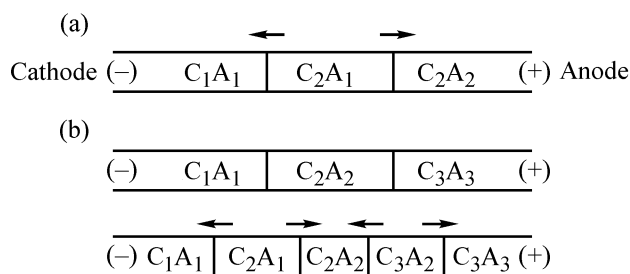 (a)
Cathode (–) C₁A₁ C₂A₁ C₂A₂ (+) Anode
(b)
(–) C₁A₁ C₂A₂ C₃A₃ (+)
(–) C₁A₁ C₂A₁ C₂A₂ C₃A₂ C₃A₃ (+)